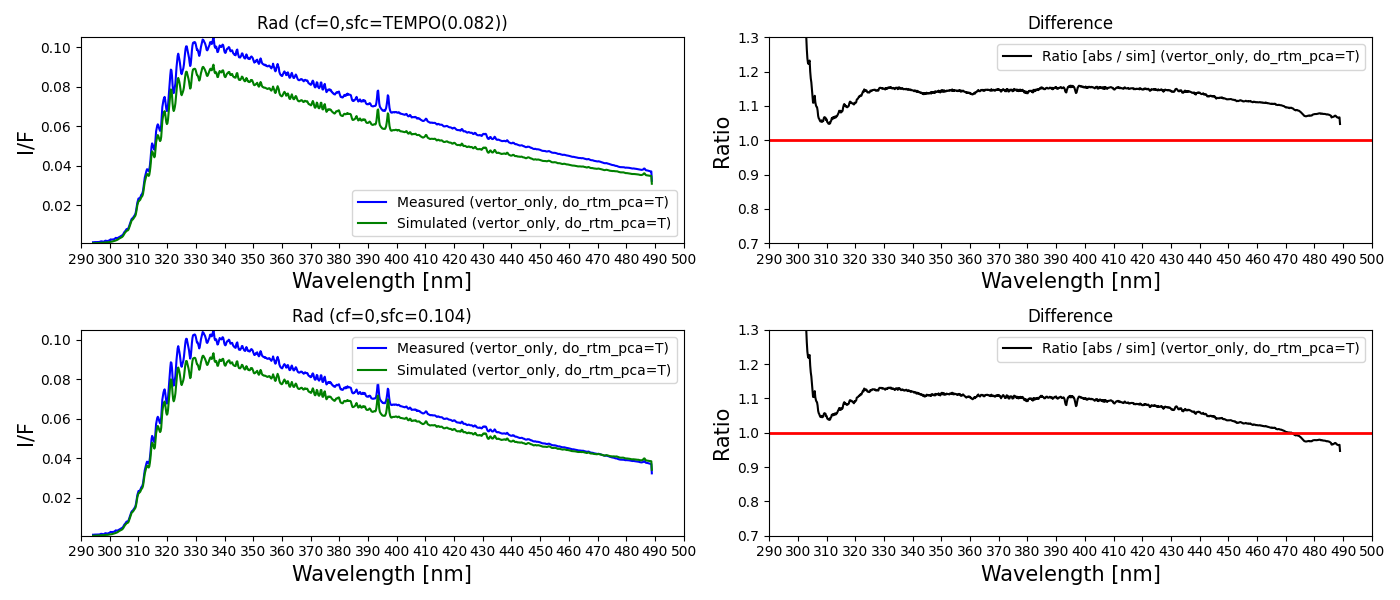 Rad (cf=0,sfc=TEMPO(0.082))
I/F
0.10
0.08
0.06
0.04
0.02
Measured (vertor_only, do_rtm_pca=T)
Simulated (vertor_only, do_rtm_pca=T)
290 300 310 320 330 340 350 360 370 380 390 400 410 420 430 440 450 460 470 480 490 500
Wavelength [nm]
Difference
Ratio
1.3
1.2
1.1
1.0
0.9
0.8
0.7
Ratio [abs / sim] (vertor_only, do_rtm_pca=T)
290 300 310 320 330 340 350 360 370 380 390 400 410 420 430 440 450 460 470 480 490 500
Wavelength [nm]
Rad (cf=0,sfc=0.104)
I/F
0.10
0.08
0.06
0.04
0.02
Measured (vertor_only, do_rtm_pca=T)
Simulated (vertor_only, do_rtm_pca=T)
290 300 310 320 330 340 350 360 370 380 390 400 410 420 430 440 450 460 470 480 490 500
Wavelength [nm]
Difference
Ratio
1.3
1.2
1.1
1.0
0.9
0.8
0.7
Ratio [abs / sim] (vertor_only, do_rtm_pca=T)
290 300 310 320 330 340 350 360 370 380 390 400 410 420 430 440 450 460 470 480 490 500
Wavelength [nm]